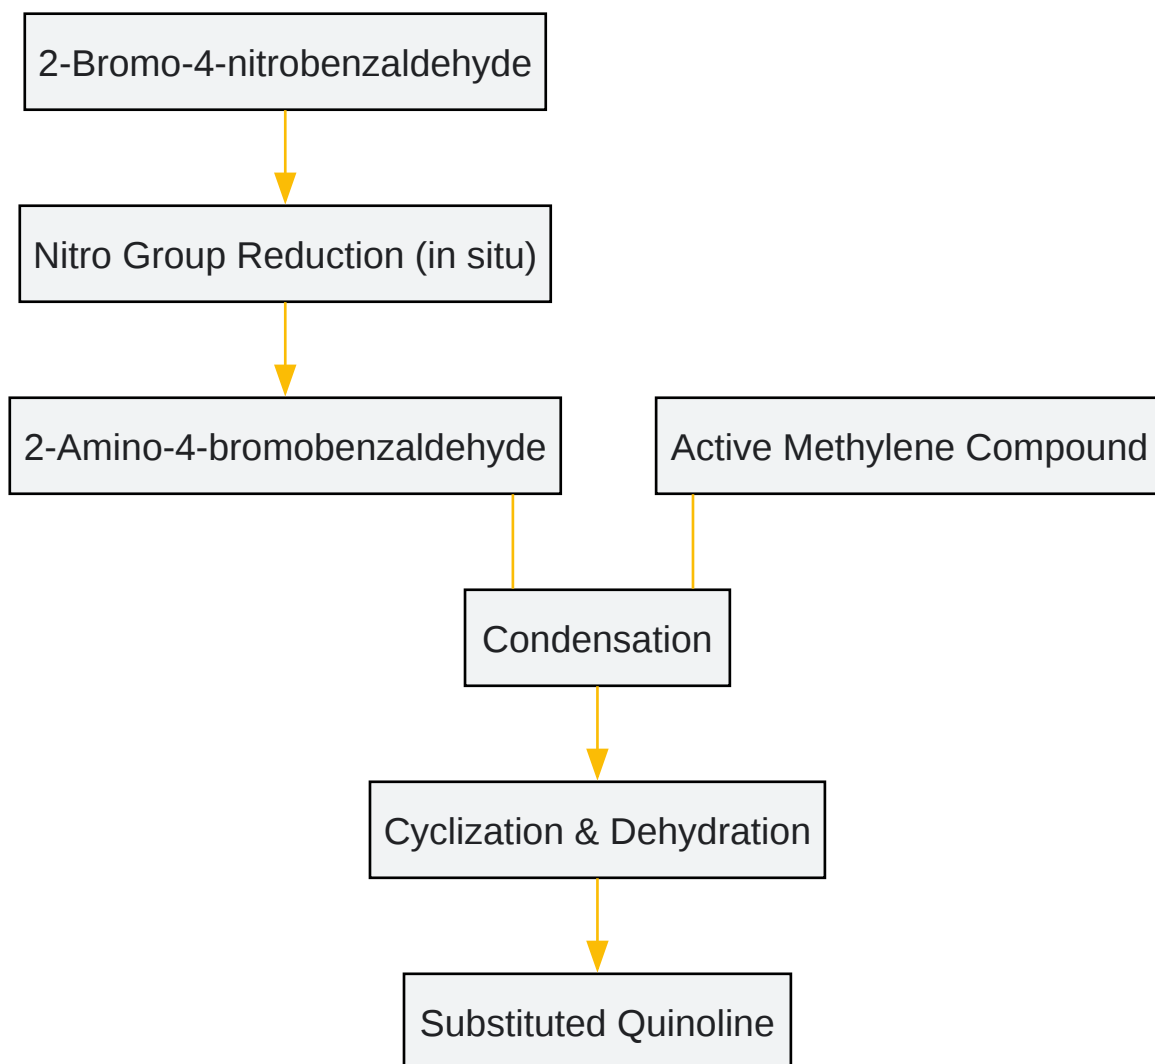 2-Bromo-4-nitrobenzaldehyde
Nitro Group Reduction (in situ)
2-Amino-4-bromobenzaldehyde
Active Methylene Compound
Condensation
Cyclization & Dehydration
Substituted Quinoline